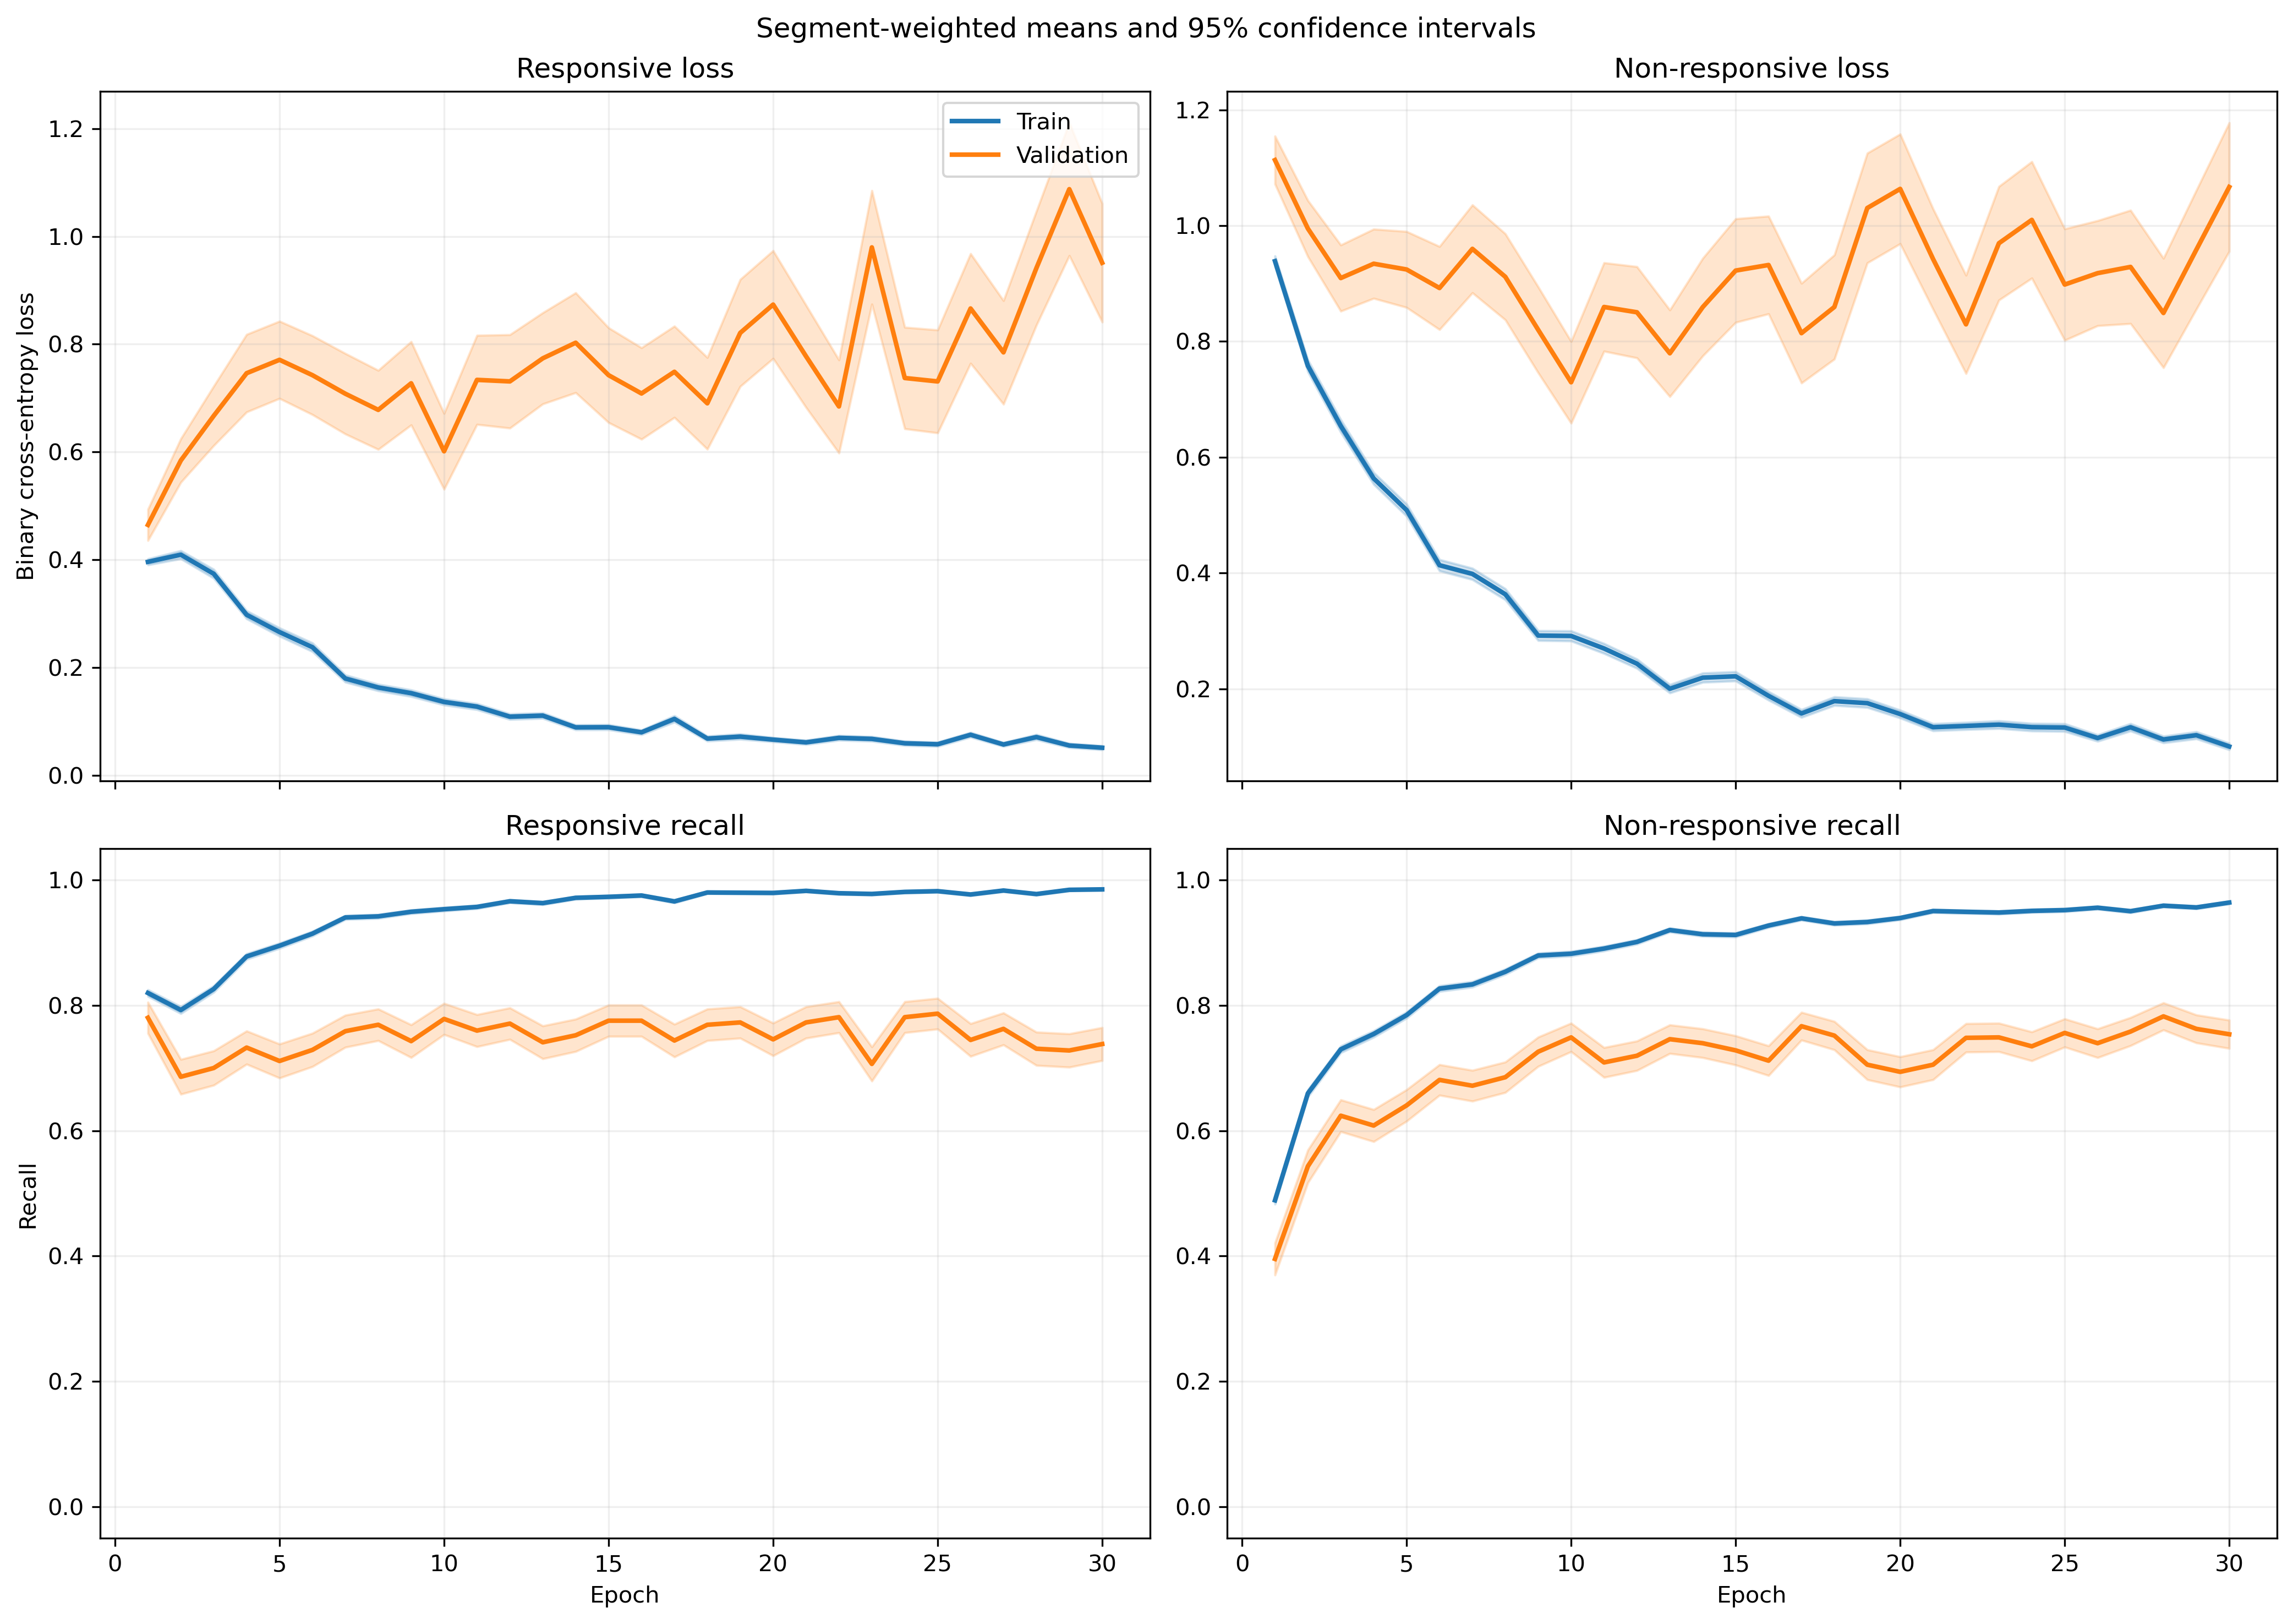 Segment-weighted means and 95% confidence intervals
Responsive loss
Non-responsive loss
Train
Validation
Binary cross-entropy loss
1.2
1.0
0.8
0.6
0.4
0.2
0.0
1.2
1.0
0.8
0.6
0.4
0.2
Responsive recall
Non-responsive recall
Recall
1.0
0.8
0.6
0.4
0.2
0.0
1.0
0.8
0.6
0.4
0.2
0.0
0 5 10 15 20 25 30
0 5 10 15 20 25 30
Epoch
Epoch